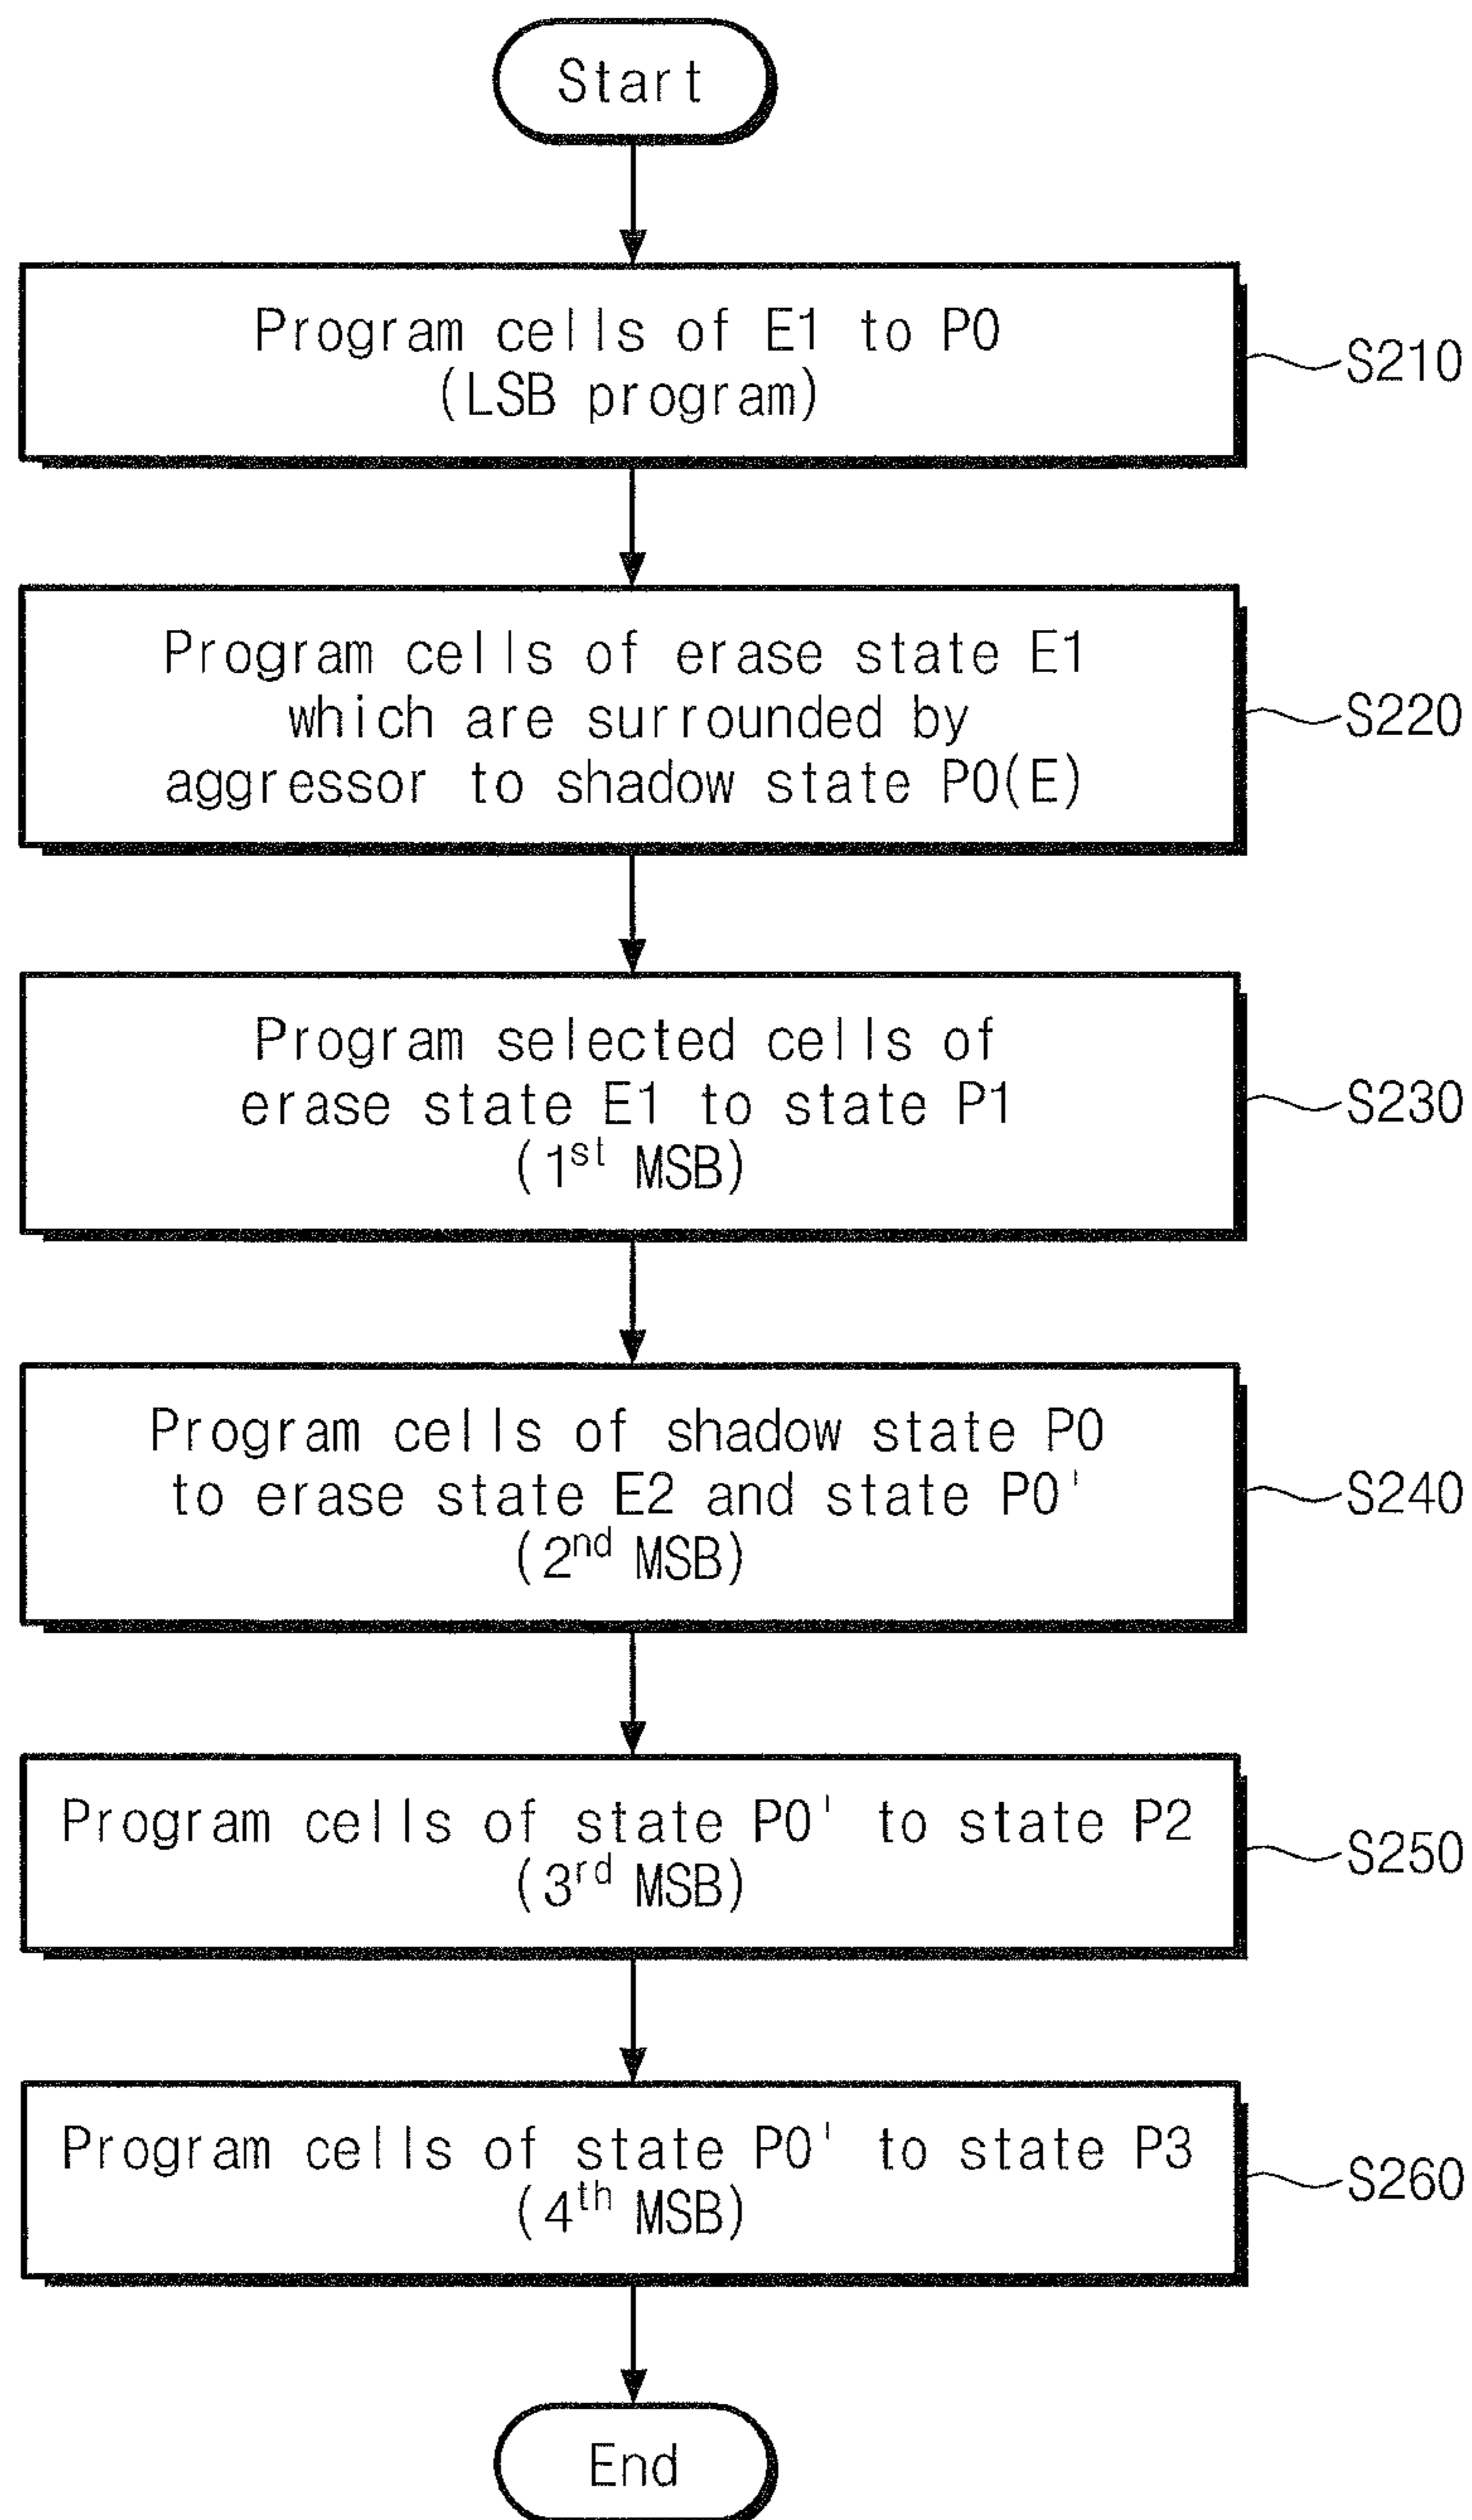 Start
Program cells of E1 to P0
(LSB program)
S210
Program cells of erase state E1
which are surrounded by
aggressor to shadow state P0(E)
S220
Program selected cells of
erase state E1 to state P1
(1st MSB)
S230
Program cells of shadow state P0
to erase state E2 and state P0'
(2nd MSB)
S240
Program cells of state P0' to state P2
(3rd MSB)
S250
Program cells of state P0' to state P3
(4th MSB)
S260
End